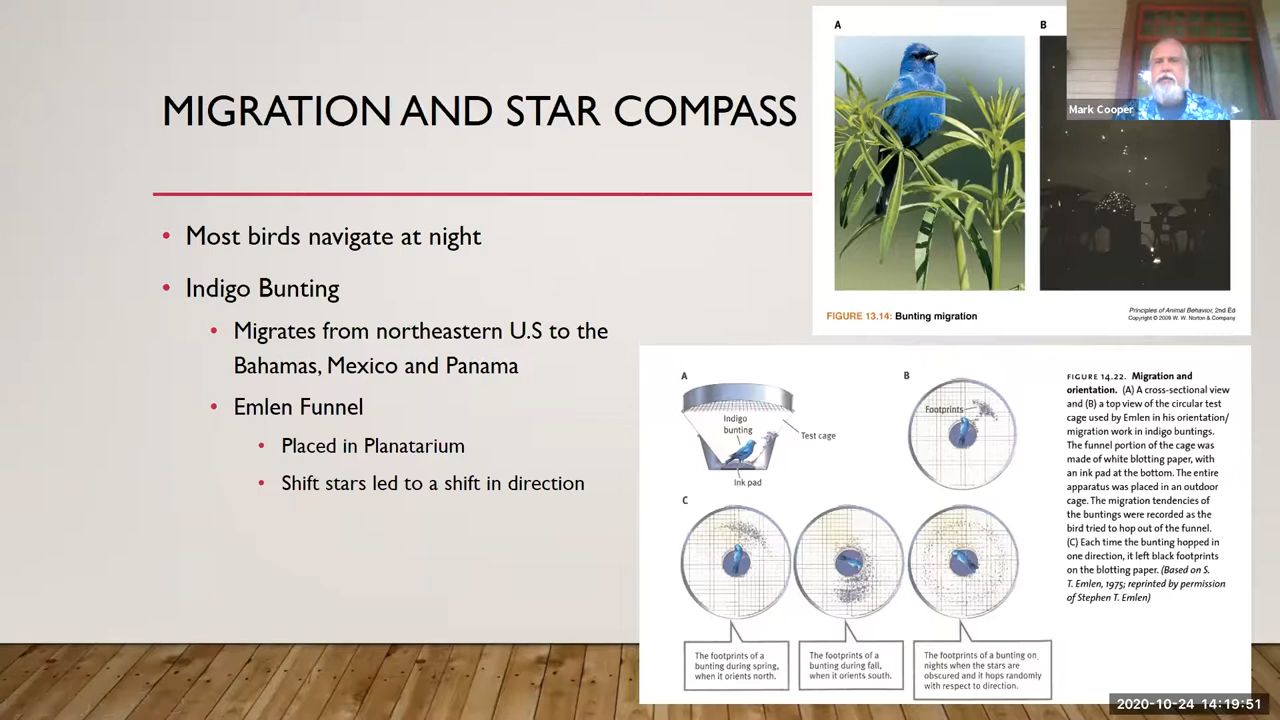 MIGRATION AND STAR COMPASS
• Most birds navigate at night
• Indigo Bunting
• Migrates from northeastern U.S to the
Bahamas, Mexico and Panama
• Emlen Funnel
• Placed in Planatarium
• Shift stars led to a shift in direction
A
B
Mark Cooper
FIGURE 13.14: Bunting migration
Principles of Animal Behavior, 2nd Ed
Copyright © 2009 W. W. Norton & Company
A
Indigo
bunting
Test cage
Ink pad
B
Footprints
C
The footprints of a
bunting during spring,
when it orients north.
The footprints of a
bunting during fall,
when it orients south.
The footprints of a bunting on
nights when the stars are
obscured and it hops randomly
with respect to direction.
FIGURE 14.22. Migration and
orientation. (A) A cross-sectional view
and (B) a top view of the circular test
cage used by Emlen in his orientation/
migration work in indigo buntings.
The funnel portion of the cage was
made of white blotting paper, with
an ink pad at the bottom. The entire
apparatus was placed in an outdoor
cage. The migration tendencies of
the buntings were recorded as the
bird tried to hop out of the funnel.
(C) Each time the bunting hopped in
one direction, it left black footprints
on the blotting paper. (Based on S.
T. Emlen, 1975; reprinted by permission
of Stephen T. Emlen)
2020-10-24 14:19:51